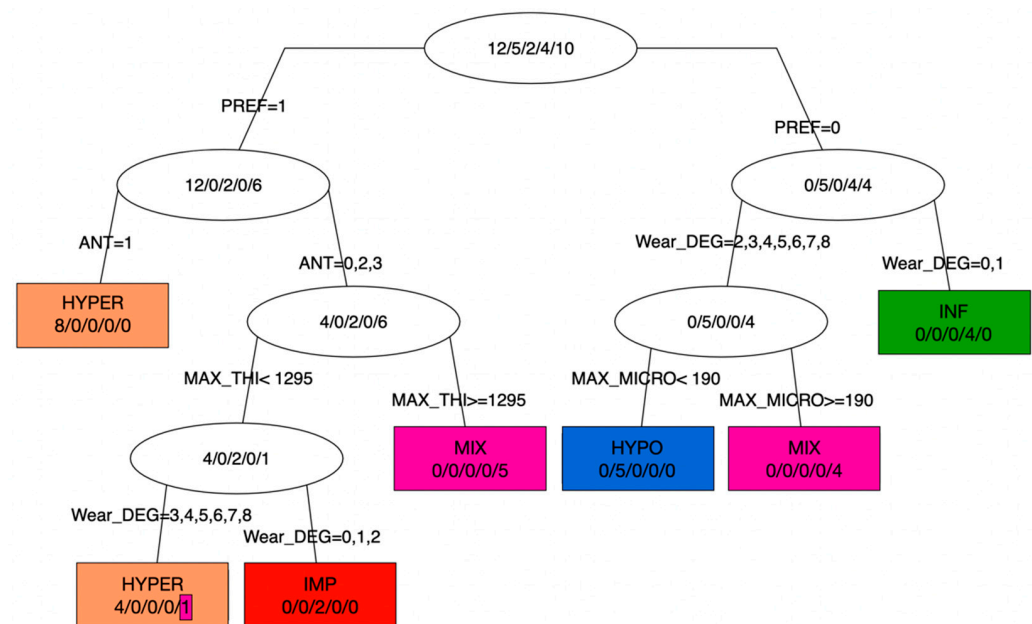 12/5/2/4/10
PREF=1
PREF=0
12/0/2/0/6
0/5/0/4/4
ANT=1
ANT=0,2,3
Wear_DEG=2,3,4,5,6,7,8
Wear_DEG=0,1
HYPER
8/0/0/0/0
4/0/2/0/6
0/5/0/0/4
INF
0/0/0/4/0
MAX_THI< 1295
MAX_THI>=1295
MAX_MICRO< 190
MAX_MICRO>=190
4/0/2/0/1
MIX
0/0/0/0/5
HYPO
0/5/0/0/0
MIX
0/0/0/0/4
Wear_DEG=3,4,5,6,7,8
Wear_DEG=0,1,2
HYPER
4/0/0/0/1
IMP
0/0/2/0/0